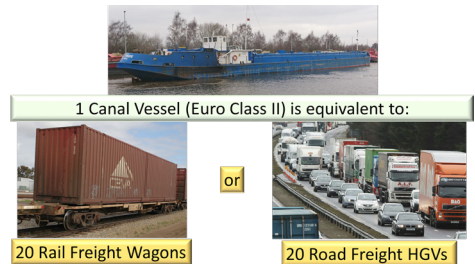 1 Canal Vessel (Euro Class II) is equivalent to:
or
20 Rail Freight Wagons
20 Road Freight HGVs